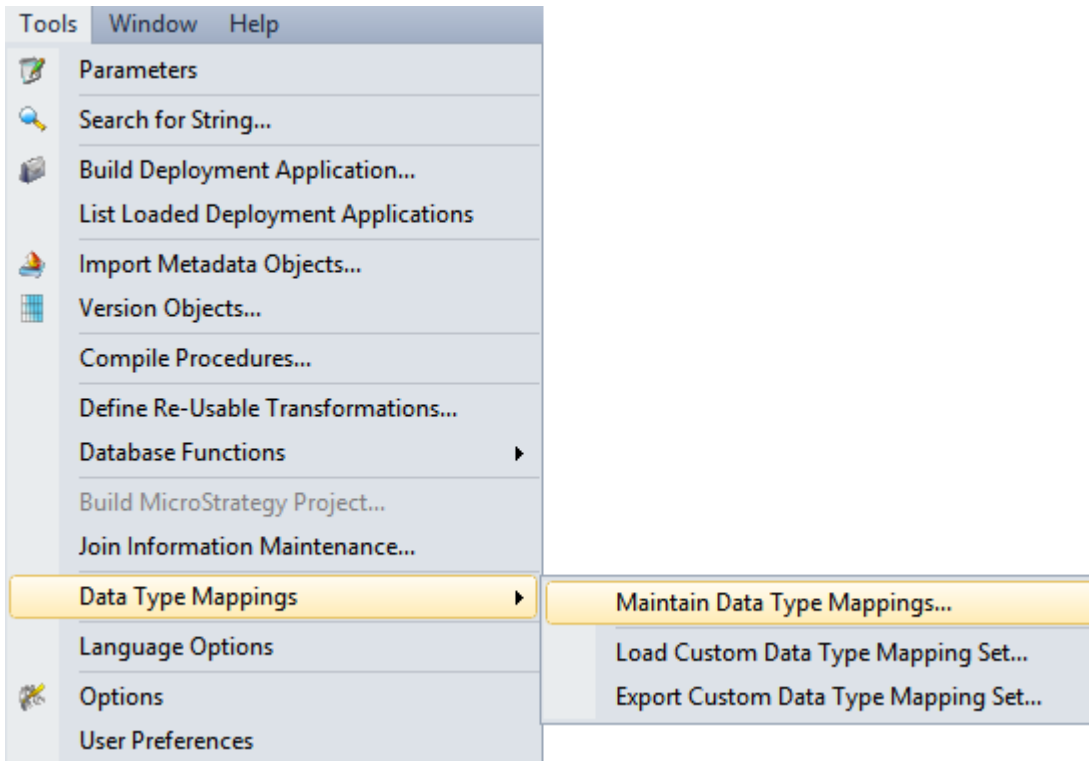 Tools Window Help
Parameters
Search for String...
Build Deployment Application...
List Loaded Deployment Applications
Import Metadata Objects...
Version Objects...
Compile Procedures...
Define Re-Usable Transformations...
Database Functions
Build MicroStrategy Project...
Join Information Maintenance...
Data Type Mappings
Maintain Data Type Mappings...
Load Custom Data Type Mapping Set...
Export Custom Data Type Mapping Set...
Language Options
Options
User Preferences